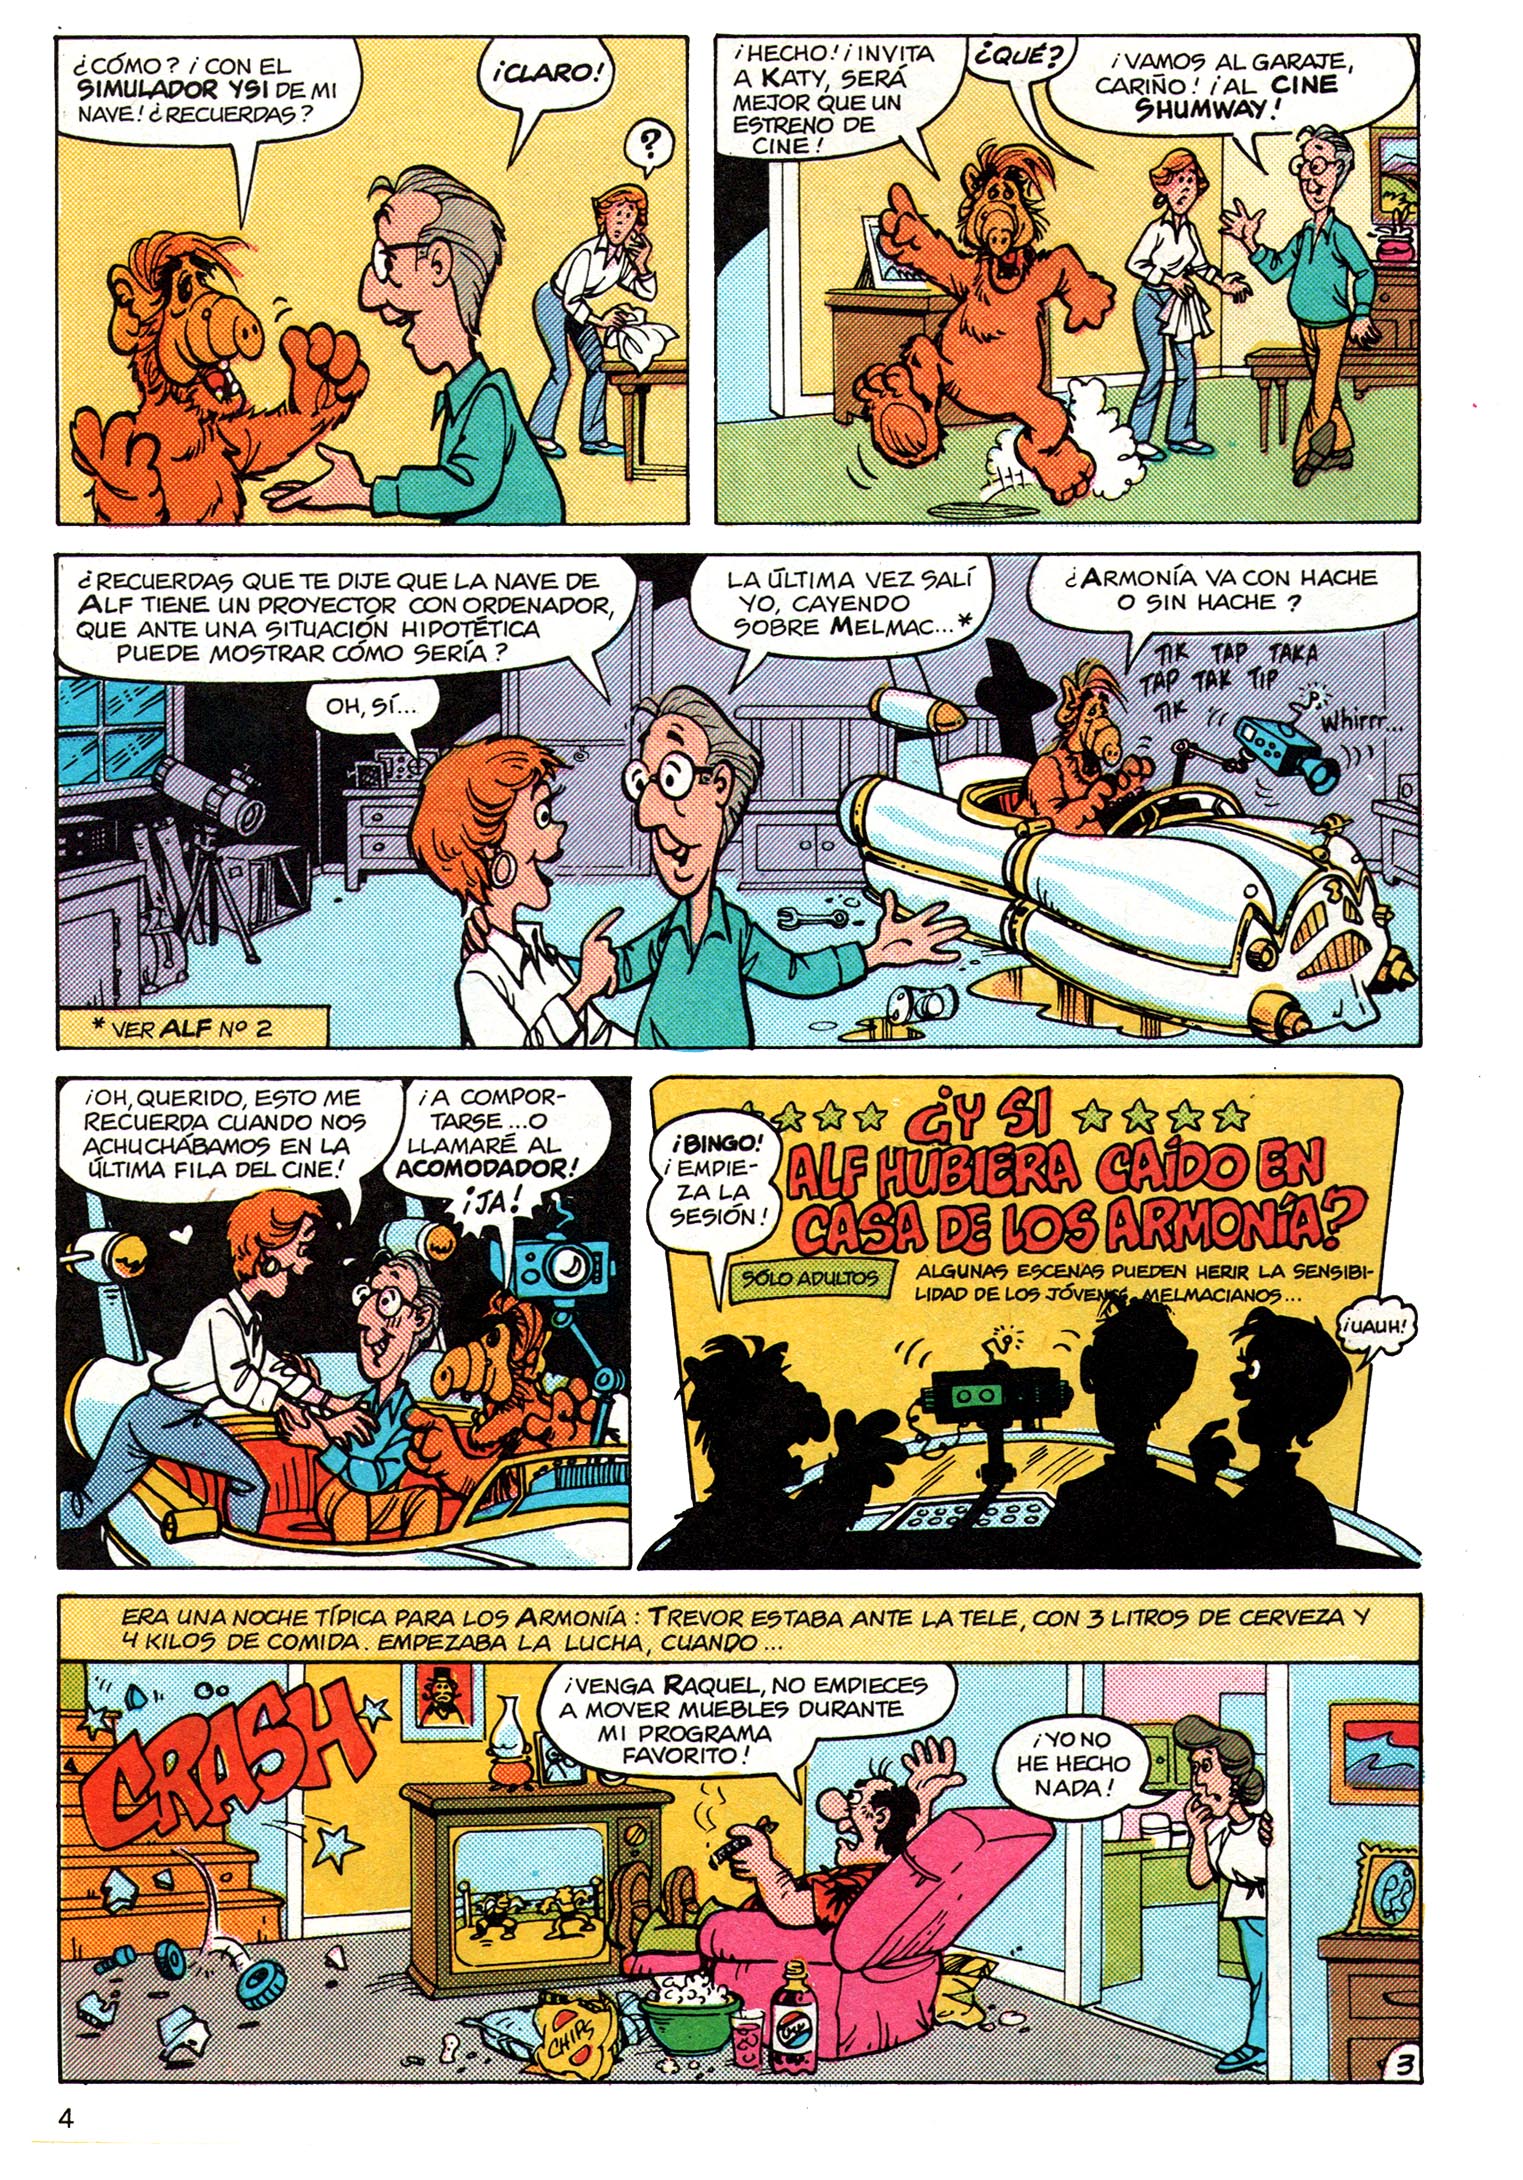 ¿CÓMO? ¡CON EL
SIMULADOR YSI DE MI
NAVE! ¿RECUERDAS?
¡CLARO!
?
¡HECHO! ¡INVITA
A KATY, SERÁ
MEJOR QUE UN
ESTRENO DE
CINE!
¿QUÉ?
¡VAMOS AL GARAJE,
CARIÑO! ¡AL CINE
SHUMWAY!
¿RECUERDAS QUE TE DIJE QUE LA NAVE DE
ALF TIENE UN PROYECTOR CON ORDENADOR,
QUE ANTE UNA SITUACIÓN HIPOTÉTICA
PUEDE MOSTRAR CÓMO SERÍA?
OH, SÍ...
LA ÚLTIMA VEZ SALÍ
YO, CAYENDO
SOBRE MELMAC...*
¿ARMONÍA VA CON HACHE
O SIN HACHE?
TIK TAP TAKA
TAP TAK TIP
TIK
Whirrr...
* VER ALF Nº 2
¡OH, QUERIDO, ESTO ME
RECUERDA CUANDO NOS
ACHUCHÁBAMOS EN LA
ÚLTIMA FILA DEL CINE!
¡A COMPOR-
TARSE...O
LLAMARÉ AL
ACOMODADOR!
¡JA!
¡BINGO!
¡EMPIE-
ZA LA
SESIÓN!
¿Y SI
ALF HUBIERA CAÍDO EN
CASA DE LOS ARMONÍA?
SÓLO ADULTOS
ALGUNAS ESCENAS PUEDEN HERIR LA SENSIBI-
LIDAD DE LOS JÓVENES MELMACIANOS...
¡UAUH!
ERA UNA NOCHE TÍPICA PARA LOS ARMONÍA: TREVOR ESTABA ANTE LA TELE, CON 3 LITROS DE CERVEZA Y
4 KILOS DE COMIDA. EMPEZABA LA LUCHA, CUANDO...
CRASH
¡VENGA RAQUEL, NO EMPIECES
A MOVER MUEBLES DURANTE
MI PROGRAMA
FAVORITO!
¡YO NO
HE HECHO
NADA!
CHIPS
3
4